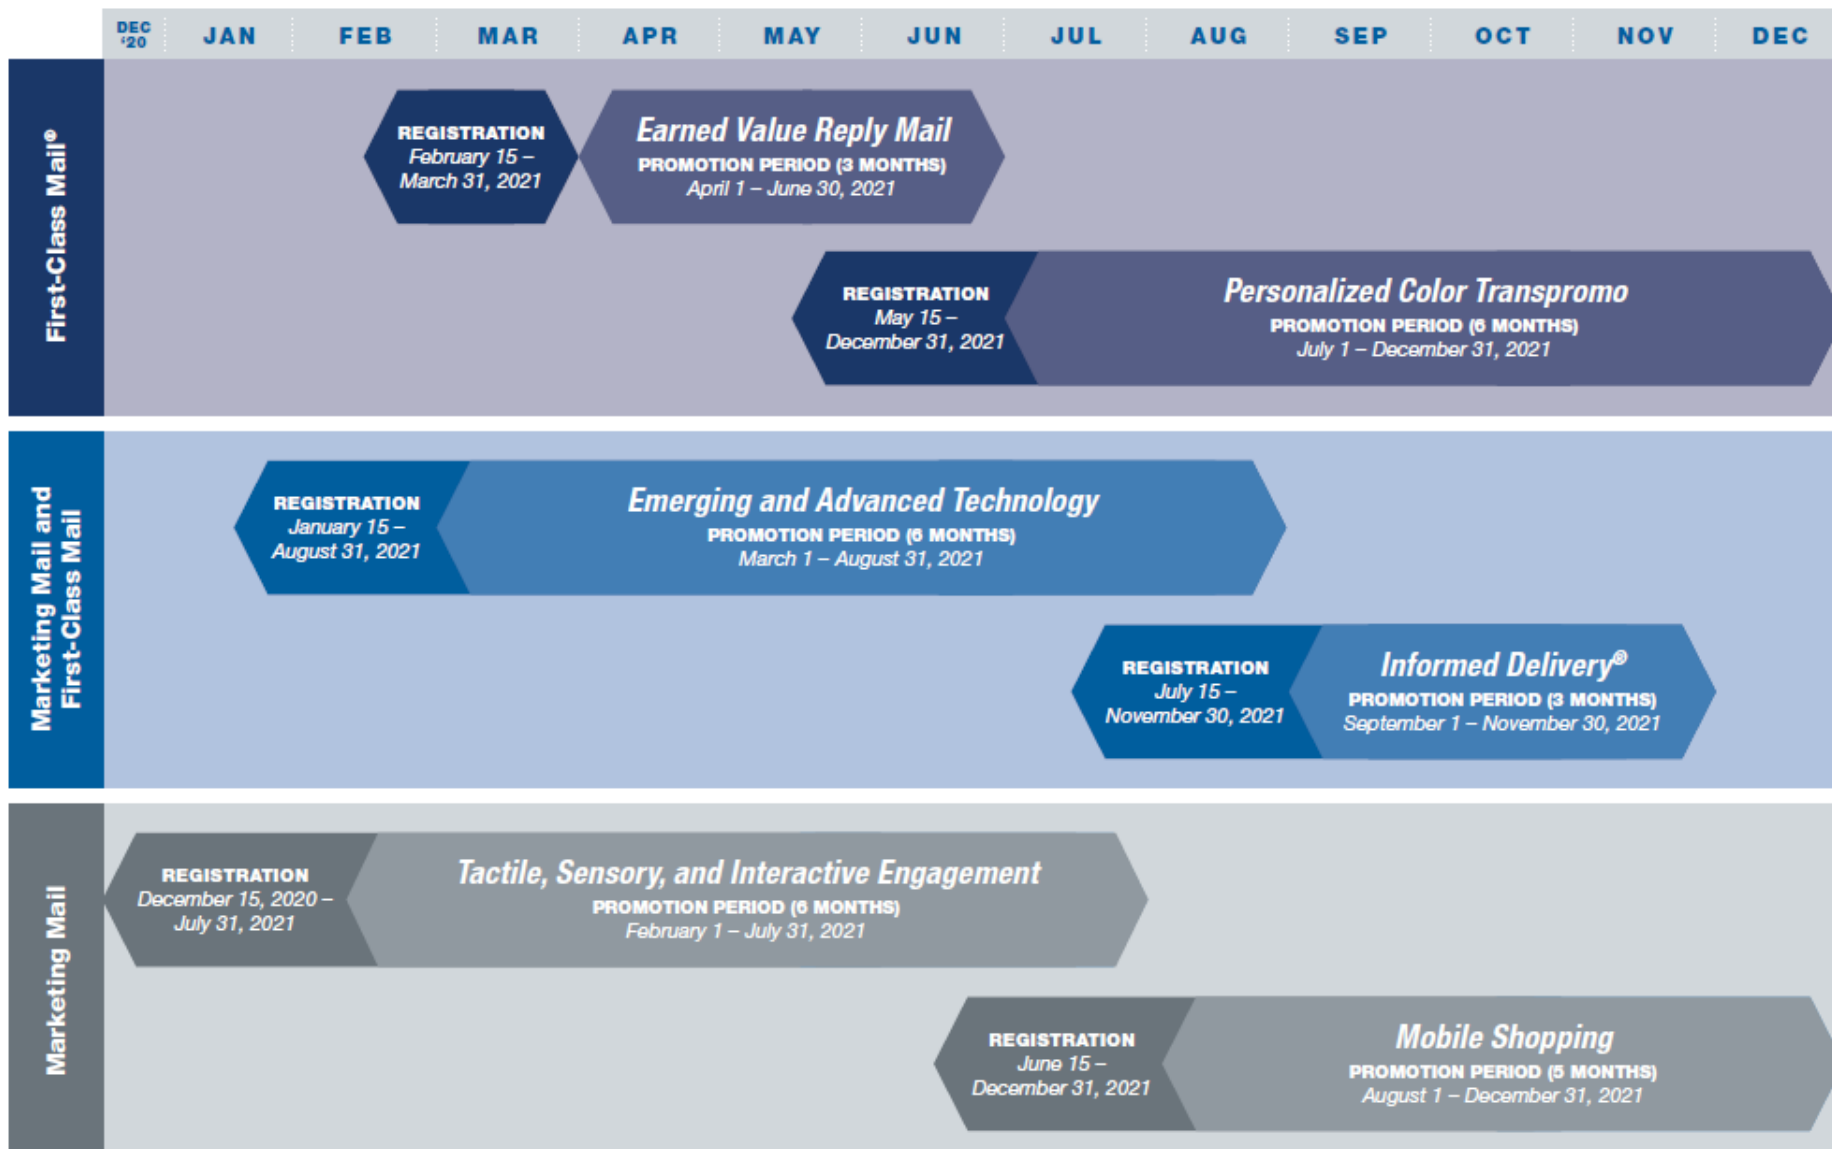 DEC '20 JAN FEB MAR APR MAY JUN JUL AUG SEP OCT NOV DEC
First-Class Mail®
REGISTRATION
February 15 –
March 31, 2021
Earned Value Reply Mail
PROMOTION PERIOD (3 MONTHS)
April 1 – June 30, 2021
REGISTRATION
May 15 –
December 31, 2021
Personalized Color Transpromo
PROMOTION PERIOD (6 MONTHS)
July 1 – December 31, 2021
Marketing Mail and
First-Class Mail
REGISTRATION
January 15 –
August 31, 2021
Emerging and Advanced Technology
PROMOTION PERIOD (6 MONTHS)
March 1 – August 31, 2021
REGISTRATION
July 15 –
November 30, 2021
Informed Delivery®
PROMOTION PERIOD (3 MONTHS)
September 1 – November 30, 2021
Marketing Mail
REGISTRATION
December 15, 2020 –
July 31, 2021
Tactile, Sensory, and Interactive Engagement
PROMOTION PERIOD (6 MONTHS)
February 1 – July 31, 2021
REGISTRATION
June 15 –
December 31, 2021
Mobile Shopping
PROMOTION PERIOD (5 MONTHS)
August 1 – December 31, 2021